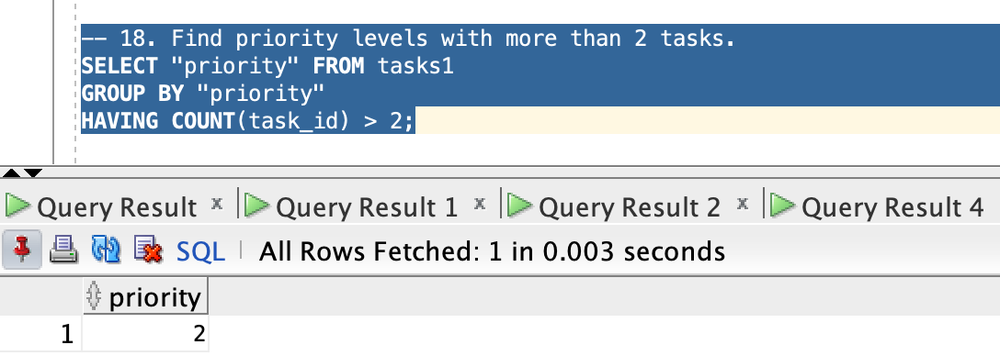 -- 18. Find priority levels with more than 2 tasks.
SELECT "priority" FROM tasks1
GROUP BY "priority"
HAVING COUNT(task_id) > 2;
Query Result x Query Result 1 x Query Result 2 x Query Result 4
SQL All Rows Fetched: 1 in 0.003 seconds
priority
1 2